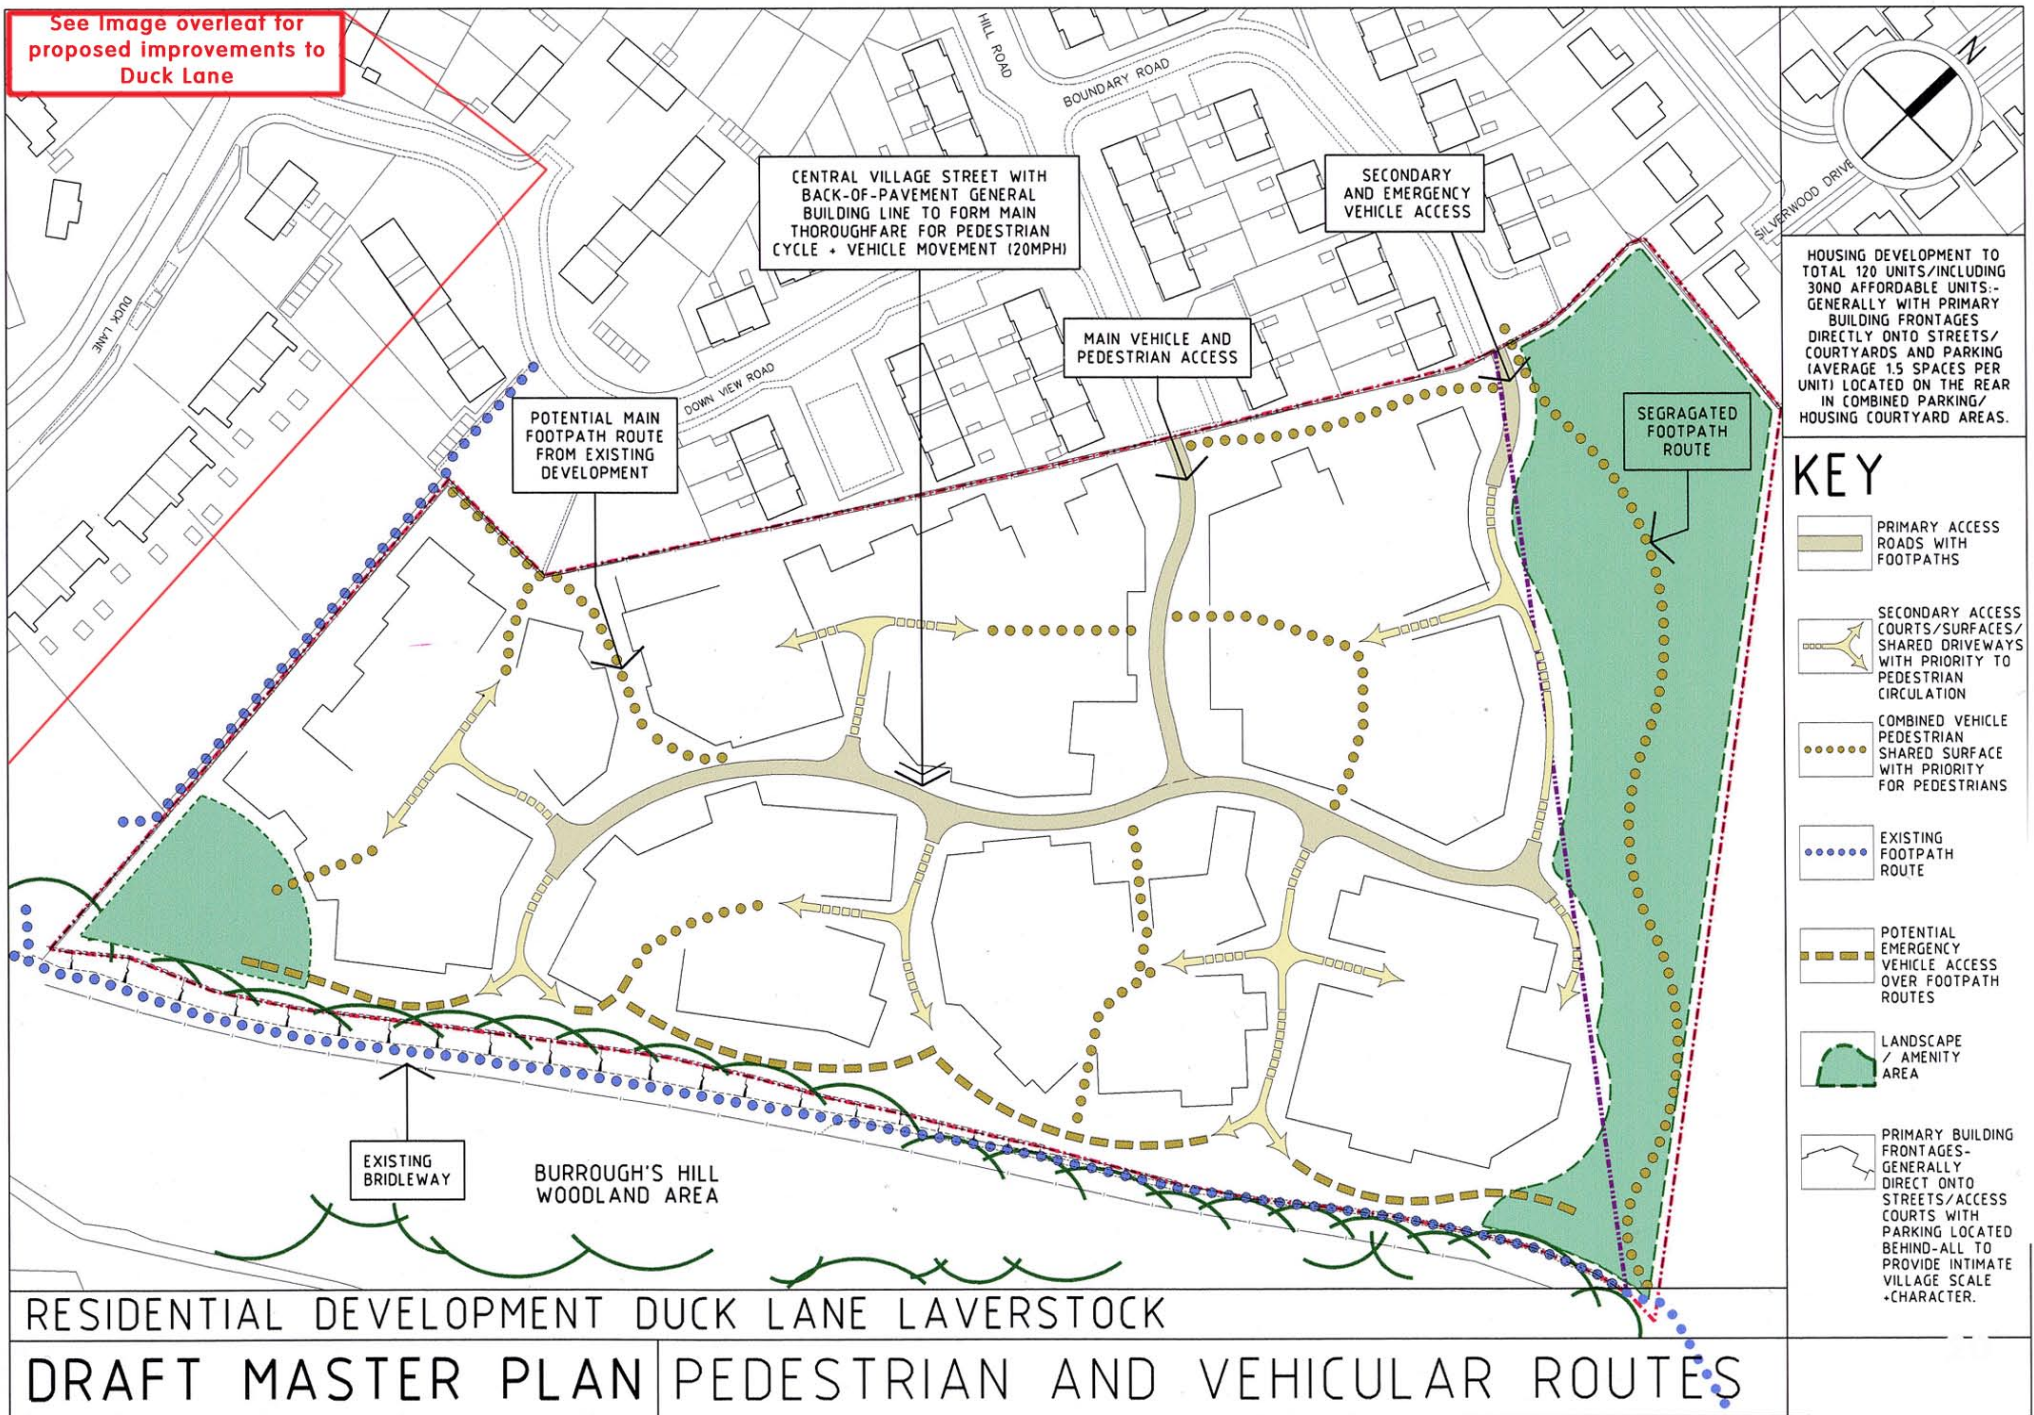 See Image overleaf for
proposed improvements to
Duck Lane
HILL ROAD
BOUNDARY ROAD
N
SILVERWOOD DRIVE
DUCK LANE
DOWN VIEW ROAD
CENTRAL VILLAGE STREET WITH
BACK-OF-PAVEMENT GENERAL
BUILDING LINE TO FORM MAIN
THOROUGHFARE FOR PEDESTRIAN
CYCLE + VEHICLE MOVEMENT (20MPH)
SECONDARY
AND EMERGENCY
VEHICLE ACCESS
MAIN VEHICLE AND
PEDESTRIAN ACCESS
POTENTIAL MAIN
FOOTPATH ROUTE
FROM EXISTING
DEVELOPMENT
SEGRAGATED
FOOTPATH
ROUTE
EXISTING
BRIDLEWAY
BURROUGH'S HILL
WOODLAND AREA
HOUSING DEVELOPMENT TO
TOTAL 120 UNITS/INCLUDING
30ND AFFORDABLE UNITS:-
GENERALLY WITH PRIMARY
BUILDING FRONTAGES
DIRECTLY ONTO STREETS/
COURTYARDS AND PARKING
(AVERAGE 1.5 SPACES PER
UNIT) LOCATED ON THE REAR
IN COMBINED PARKING/
HOUSING COURTYARD AREAS.
KEY
PRIMARY ACCESS
ROADS WITH
FOOTPATHS
SECONDARY ACCESS
COURTS/SURFACES/
SHARED DRIVEWAYS
WITH PRIORITY TO
PEDESTRIAN
CIRCULATION
COMBINED VEHICLE
PEDESTRIAN
SHARED SURFACE
WITH PRIORITY
FOR PEDESTRIANS
EXISTING
FOOTPATH
ROUTE
POTENTIAL
EMERGENCY
VEHICLE ACCESS
OVER FOOTPATH
ROUTES
LANDSCAPE
/ AMENITY
AREA
PRIMARY BUILDING
FRONTAGES-
GENERALLY
DIRECT ONTO
STREETS/ACCESS
COURTS WITH
PARKING LOCATED
BEHIND-ALL TO
PROVIDE INTIMATE
VILLAGE SCALE
+CHARACTER.
RESIDENTIAL DEVELOPMENT DUCK LANE LAVERSTOCK
DRAFT MASTER PLAN
PEDESTRIAN AND VEHICULAR ROUTES